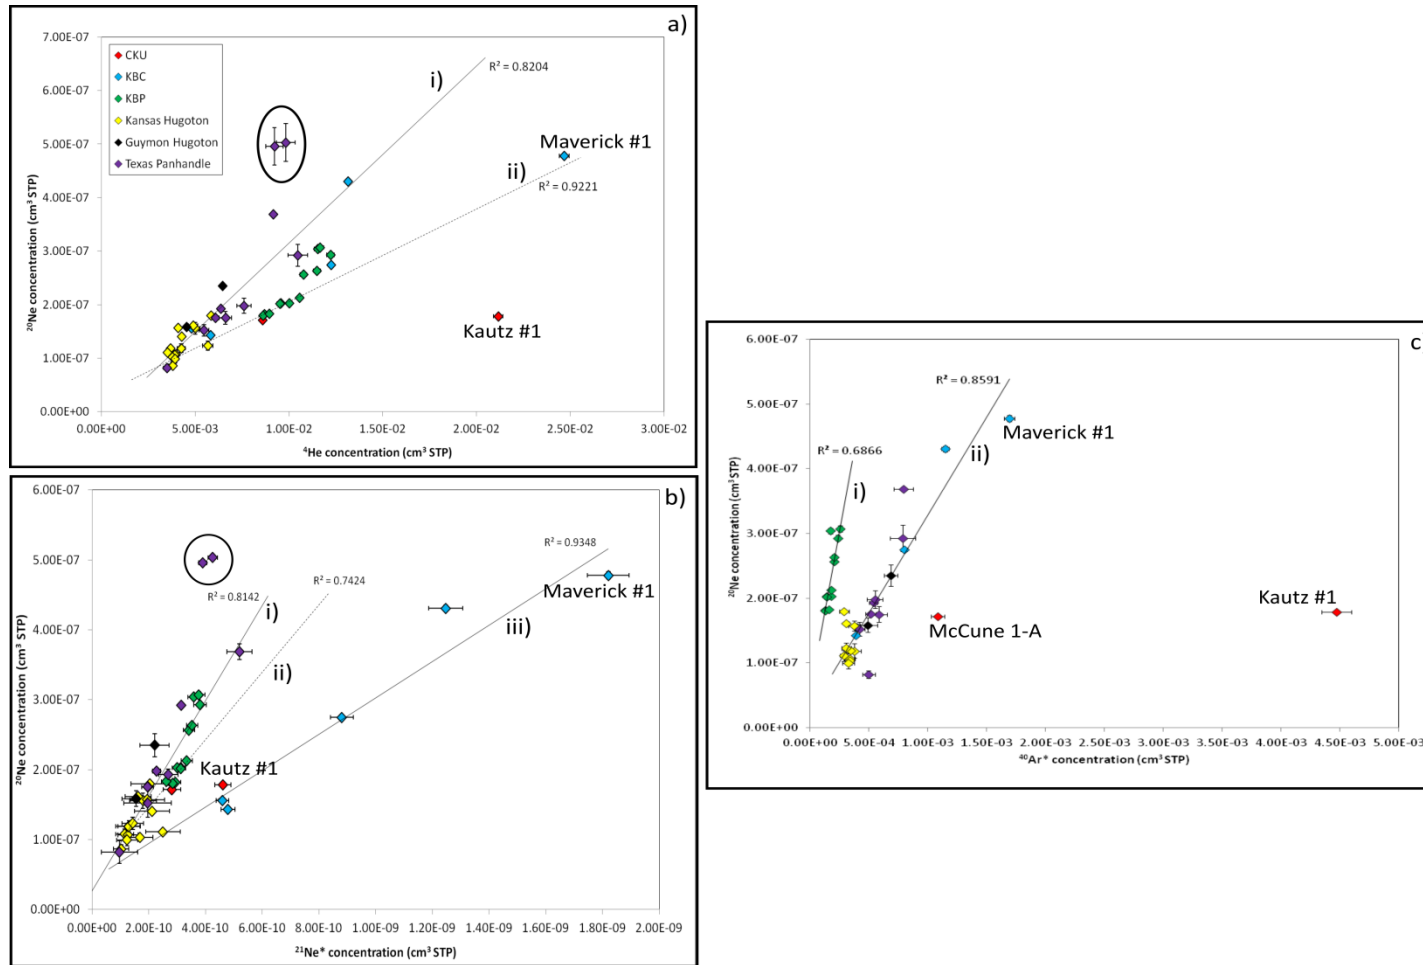 a)
7.00E-07
6.00E-07
5.00E-07
4.00E-07
3.00E-07
2.00E-07
1.00E-07
0.00E+00
²⁰Ne concentration (cm³ STP)
CKU
KBC
KBP
Kansas Hugoton
Guymon Hugoton
Texas Panhandle
i)
R² = 0.8204
Maverick #1
ii)
R² = 0.9221
Kautz #1
0.00E+00 5.00E-03 1.00E-02 1.50E-02 2.00E-02 2.50E-02 3.00E-02
⁴He concentration (cm³ STP)
b)
6.00E-07
5.00E-07
4.00E-07
3.00E-07
2.00E-07
1.00E-07
0.00E+00
²⁰Ne concentration (cm³ STP)
R² = 0.9348
R² = 0.7424
R² = 0.8142
Maverick #1
i)
iii)
ii)
Kautz #1
0.00E+00 2.00E-10 4.00E-10 6.00E-10 8.00E-10 1.00E-09 1.20E-09 1.40E-09 1.60E-09 1.80E-09 2.00E-09
²¹Ne* concentration (cm³ STP)
c)
6.00E-07
5.00E-07
4.00E-07
3.00E-07
2.00E-07
1.00E-07
0.00E+00
²⁰Ne concentration (cm³ STP)
R² = 0.8591
Maverick #1
ii)
R² = 0.6866
i)
Kautz #1
McCune 1-A
0.00E+00 5.00E-04 1.00E-03 1.50E-03 2.00E-03 2.50E-03 3.00E-03 3.50E-03 4.00E-03 4.50E-03 5.00E-03
⁴⁰Ar* concentration (cm³ STP)